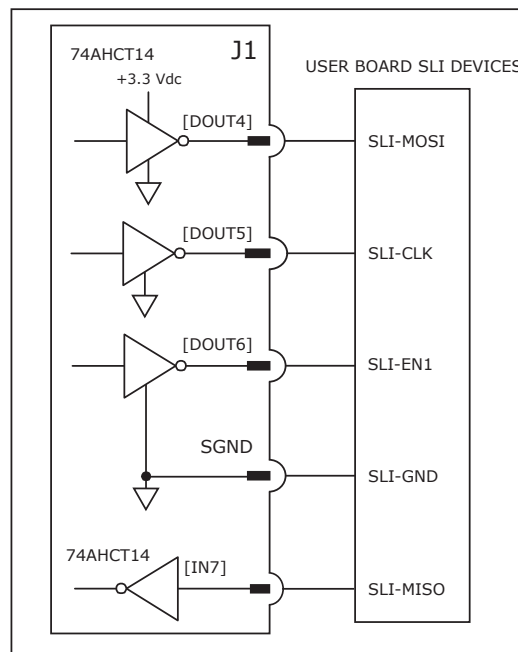 74AHCT14
J1
+3.3 Vdc
USER BOARD SLI DEVICES
[DOUT4]
SLI-MOSI
[DOUT5]
SLI-CLK
[DOUT6]
SLI-EN1
SGND
SLI-GND
74AHCT14
[IN7]
SLI-MISO